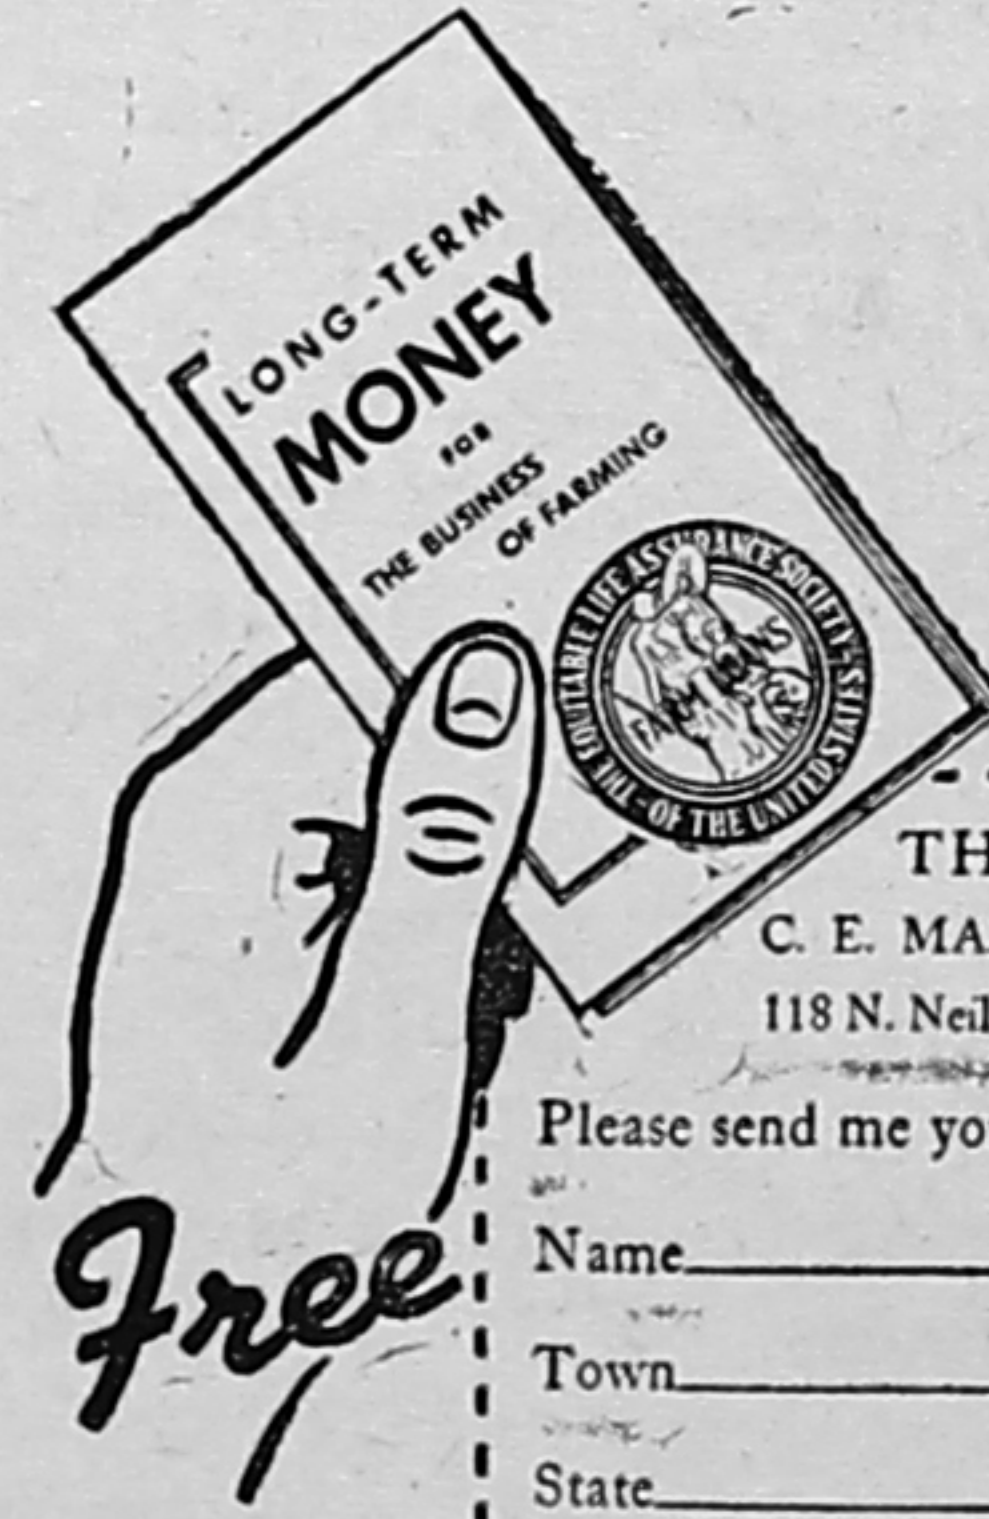 LONG-TERM
MONEY
FOR
THE BUSINESS
OF FARMING
THE EQUITABLE LIFE ASSURANCE SOCIETY
OF THE UNITED STATES
FARM LOANS
TH
C. E. MA
118 N. Neil
Please send me yo
Name
Town
State
Free